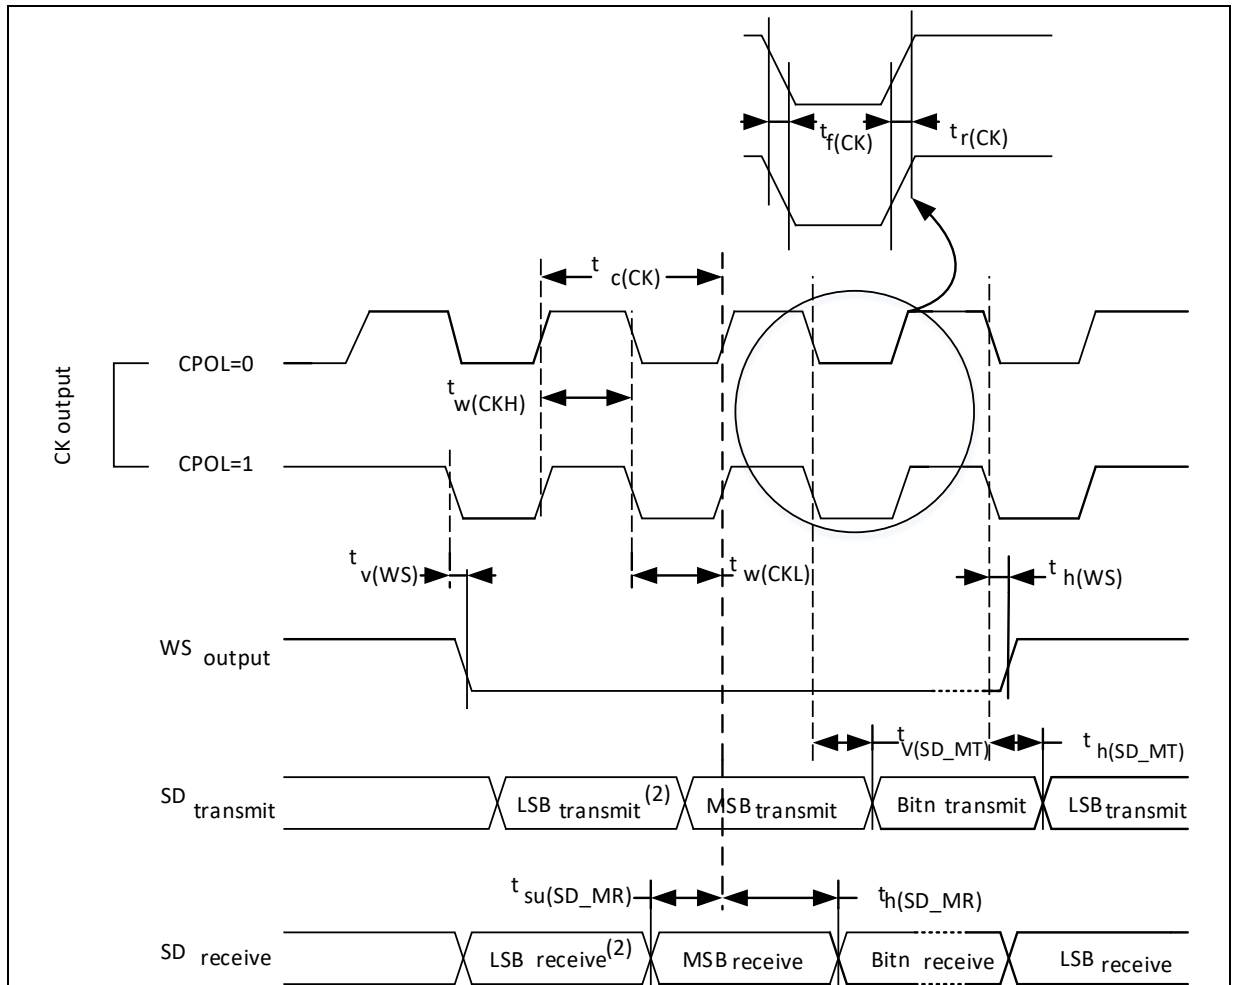 t f(CK)
t r(CK)
t c(CK)
CK output
CPOL=0
t w(CKH)
CPOL=1
t v(WS)
t w(CKL)
t h(WS)
WS output
t V(SD_MT)
t h(SD_MT)
SD transmit
LSB transmit(2)
MSB transmit
Bitn transmit
LSB transmit
t su(SD_MR)
t h(SD_MR)
SD receive
LSB receive(2)
MSB receive
Bitn receive
LSB receive